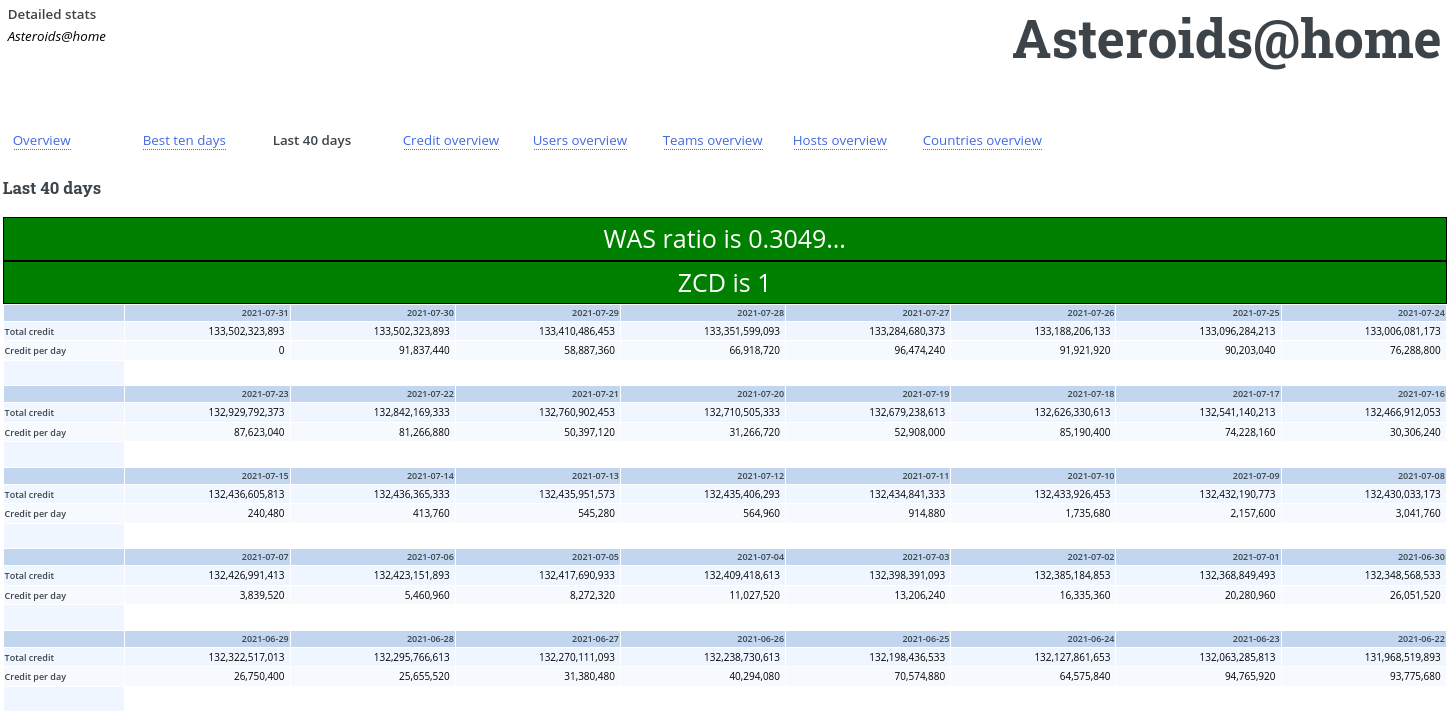 Detailed stats
Asteroids@home
Asteroids@home
Overview Best ten days Last 40 days Credit overview Users overview Teams overview Hosts overview Countries overview
Last 40 days
WAS ratio is 0.3049...
ZCD is 1
2021-07-31 2021-07-30 2021-07-29 2021-07-28 2021-07-27 2021-07-26 2021-07-25 2021-07-24
Total credit 133,502,323,893 133,502,323,893 133,410,486,453 133,351,599,093 133,284,680,373 133,188,206,133 133,096,284,213 133,006,081,173
Credit per day 0 91,837,440 58,887,360 66,918,720 96,474,240 91,921,920 90,203,040 76,288,800
2021-07-23 2021-07-22 2021-07-21 2021-07-20 2021-07-19 2021-07-18 2021-07-17 2021-07-16
Total credit 132,929,792,373 132,842,169,333 132,760,902,453 132,710,505,333 132,679,238,613 132,626,330,613 132,541,140,213 132,466,912,053
Credit per day 87,623,040 81,266,880 50,397,120 31,266,720 52,908,000 85,190,400 74,228,160 30,306,240
2021-07-15 2021-07-14 2021-07-13 2021-07-12 2021-07-11 2021-07-10 2021-07-09 2021-07-08
Total credit 132,436,605,813 132,436,365,333 132,435,951,573 132,435,406,293 132,434,841,333 132,433,926,453 132,432,190,773 132,430,033,173
Credit per day 240,480 413,760 545,280 564,960 914,880 1,735,680 2,157,600 3,041,760
2021-07-07 2021-07-06 2021-07-05 2021-07-04 2021-07-03 2021-07-02 2021-07-01 2021-06-30
Total credit 132,426,991,413 132,423,151,893 132,417,690,933 132,409,418,613 132,398,391,093 132,385,184,853 132,368,849,493 132,348,568,533
Credit per day 3,839,520 5,460,960 8,272,320 11,027,520 13,206,240 16,335,360 20,280,960 26,051,520
2021-06-29 2021-06-28 2021-06-27 2021-06-26 2021-06-25 2021-06-24 2021-06-23 2021-06-22
Total credit 132,322,517,013 132,295,766,613 132,270,111,093 132,238,730,613 132,198,436,533 132,127,861,653 132,063,285,813 131,968,519,893
Credit per day 26,750,400 25,655,520 31,380,480 40,294,080 70,574,880 64,575,840 94,765,920 93,775,680